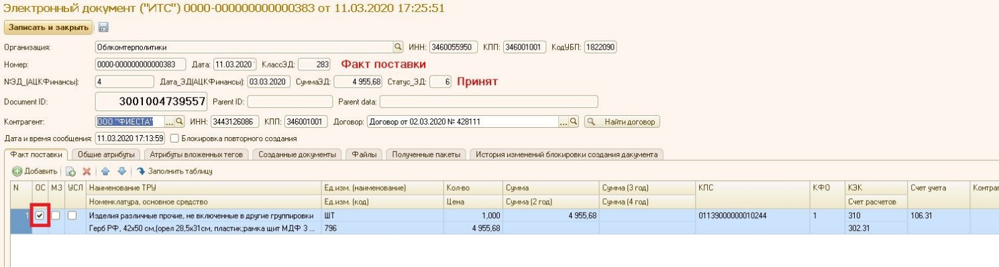 Электронный документ ("ИТС") 0000-000000000000383 от 11.03.2020 17:25:51
Записать и закрыть
Организация: Облкомтерполитики ИНН: 3460055950 КПП: 346001001 КодУБП: 1822090
Номер: 0000-000000000000383 Дата: 11.03.2020 КлассЭД: 283 Факт поставки
№ЭД_(АЦКФинансы): 4 Дата_ЭД(АЦКФинансы): 03.03.2020 СуммаЭД: 4 955,68 Статус_ЭД: 6 Принят
Document ID: 3001004739557 Parent ID: Parent data:
Контрагент: ООО "ФИЕСТА" ... ИНН: 3443126086 КПП: 346001001 Договор: Договор от 02.03.2020 № 428111 ... Найти договор
Дата и время сообщения: 11.03.2020 17:13:59 Блокировка повторного создания
Факт поставки Общие атрибуты Атрибуты вложенных тегов Созданные документы Файлы Полученные пакеты История изменений блокировки создания документа
Добавить Заполнить таблицу
N ОС МЗ УСЛ Наименование ТРУ Ед.изм. (наименование) Кол-во Сумма Сумма (3 год) КПС КФО КЭК Счет учета Контраг
Номенклатура, основное средство Ед.изм. (код) Цена Сумма (2 год) Сумма (4 год) Счет расчетов
1 Изделия различные прочие, не включенные в другие группировки ШТ 1,000 4 955,68 01139000000010244 1 310 106.31
Герб РФ, 42х50 см,(орел 28,5х31см, пластик;рамка щит МДФ 3 ... 796 4 955,68 302.31